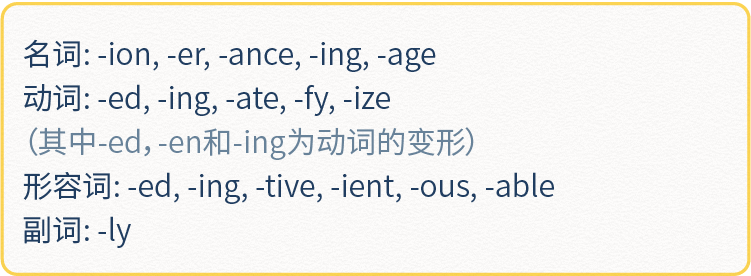 名词: -ion, -er, -ance, -ing, -age
动词: -ed, -ing, -ate, -fy, -ize
（其中-ed，-en和-ing为动词的变形）
形容词: -ed, -ing, -tive, -ient, -ous, -able
副词: -ly